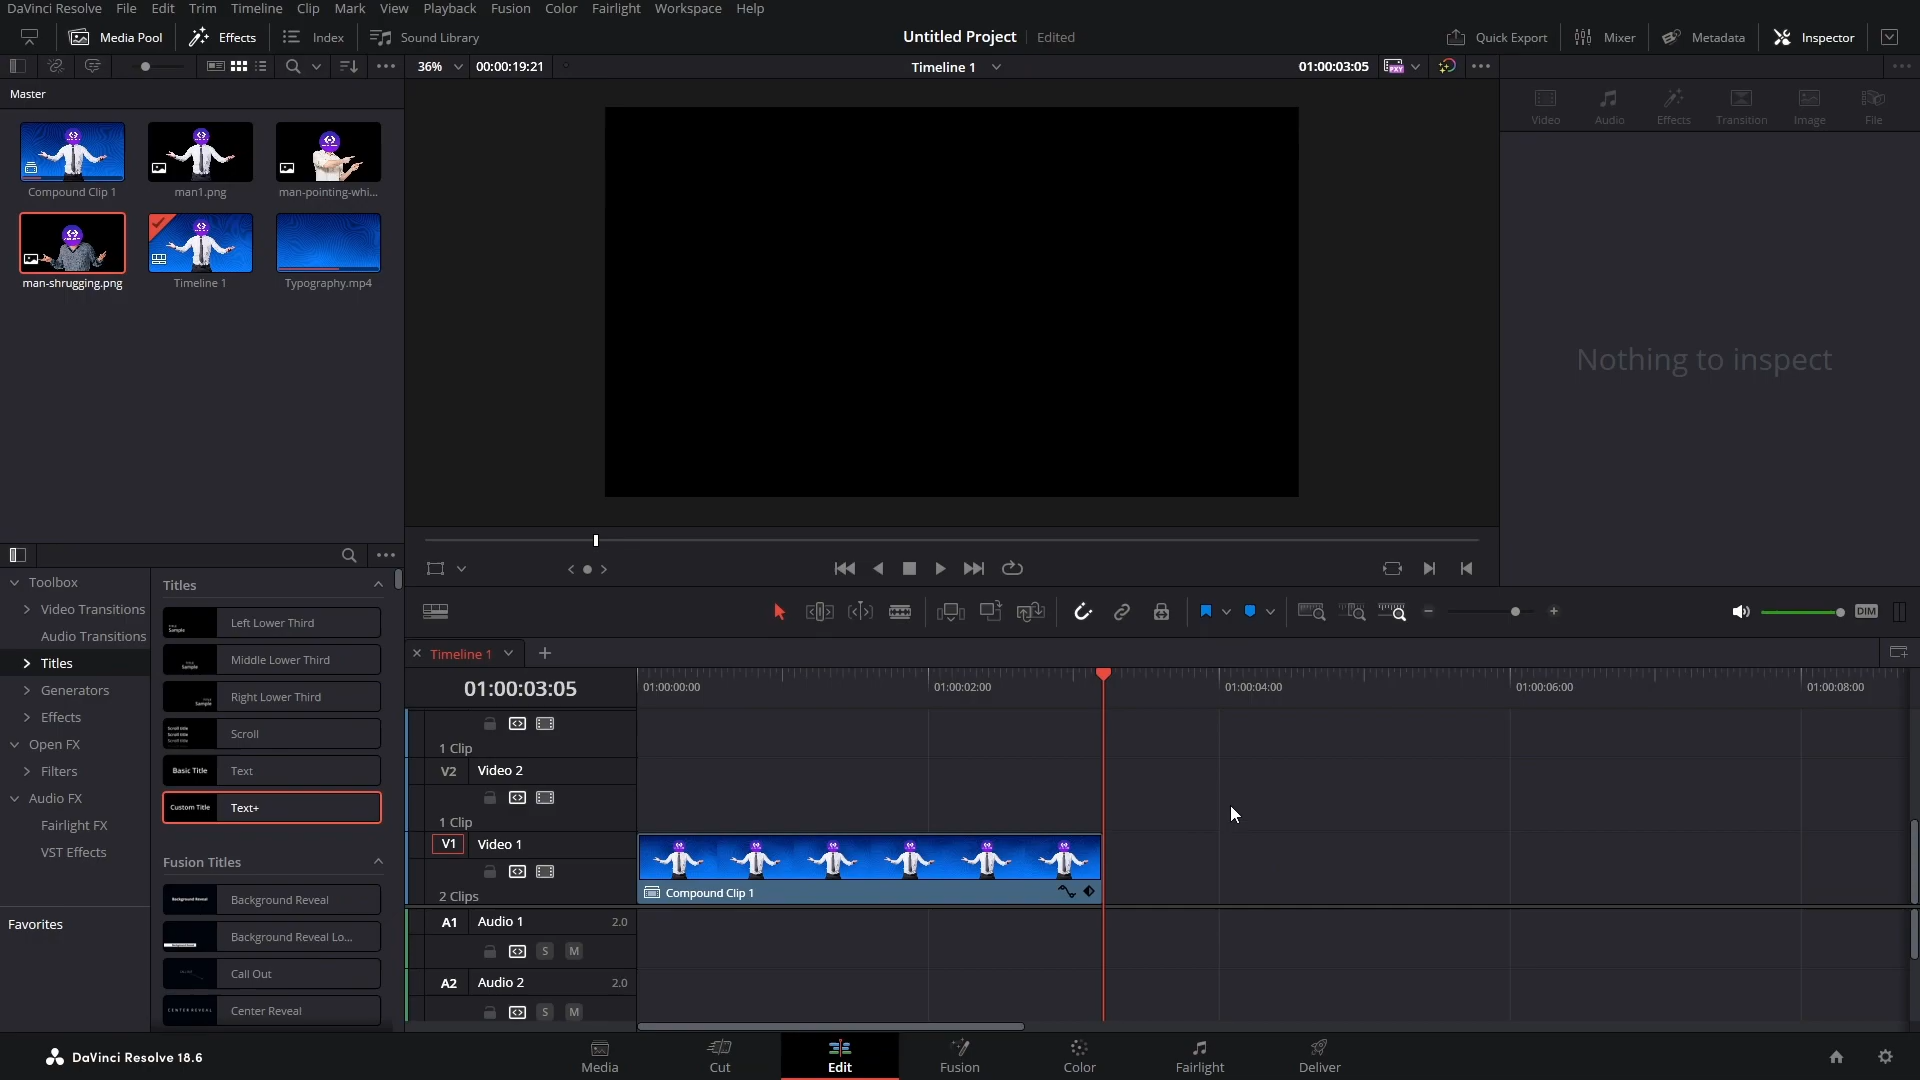 DaVinci Resolve File Edit Trim Timeline Clip Mark View Playback Fusion Color Fairlight Workspace Help
Media Pool Effects Index Sound Library Untitled Project Edited Quick Export Mixer Metadata Inspector
36% 00:00:19:21 Timeline 1 01:00:03:05
Master
Video Audio Effects Transition Image File
Compound Clip 1 man1.png man-pointing-whi...
man-shrugging.png Timeline 1 Typography.mp4
Nothing to inspect
Toolbox
Video Transitions
Audio Transitions
Titles
Generators
Effects
Open FX
Filters
Audio FX
Fairlight FX
VST Effects
Favorites
Titles
Left Lower Third
Middle Lower Third
Right Lower Third
Scroll
Basic Title Text
Custom Title Text+
Fusion Titles
Background Reveal Background Reveal
Background Reveal Lo...
Call Out
CENTER REVEAL Center Reveal
DIM
Timeline 1
01:00:03:05 01:00:00:00 01:00:02:00 01:00:04:00 01:00:06:00 01:00:08:00
1 Clip
V2 Video 2
1 Clip
V1 Video 1
2 Clips
Compound Clip 1
A1 Audio 1 2.0
S M
A2 Audio 2 2.0
S M
DaVinci Resolve 18.6
Media Cut Edit Fusion Color Fairlight Deliver